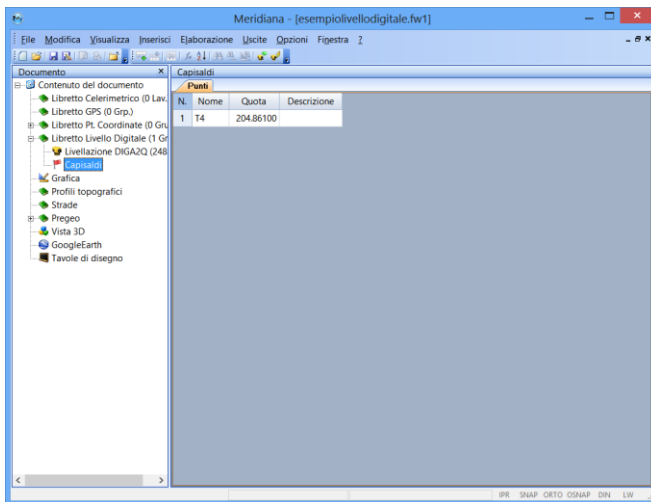 Meridiana - [esempiolivellodigitale.fw1]
File Modifica Visualizza Inserisci Elaborazione Uscite Opzioni Finestra ?
Documento
Contenuto del documento
Libretto Celerimetrico (0 Lav.
Libretto GPS (0 Grp.)
Libretto Pt. Coordinate (0 Gru
Libretto Livello Digitale (1 Gr
Livellazione DIGA2Q (248
Capisaldi
Grafica
Profili topografici
Strade
Pregeo
Vista 3D
GoogleEarth
Tavole di disegno
Capisaldi
Punti
N. Nome Quota Descrizione
1 T4 204.86100
IPR SNAP ORTO OSNAP DIN LW